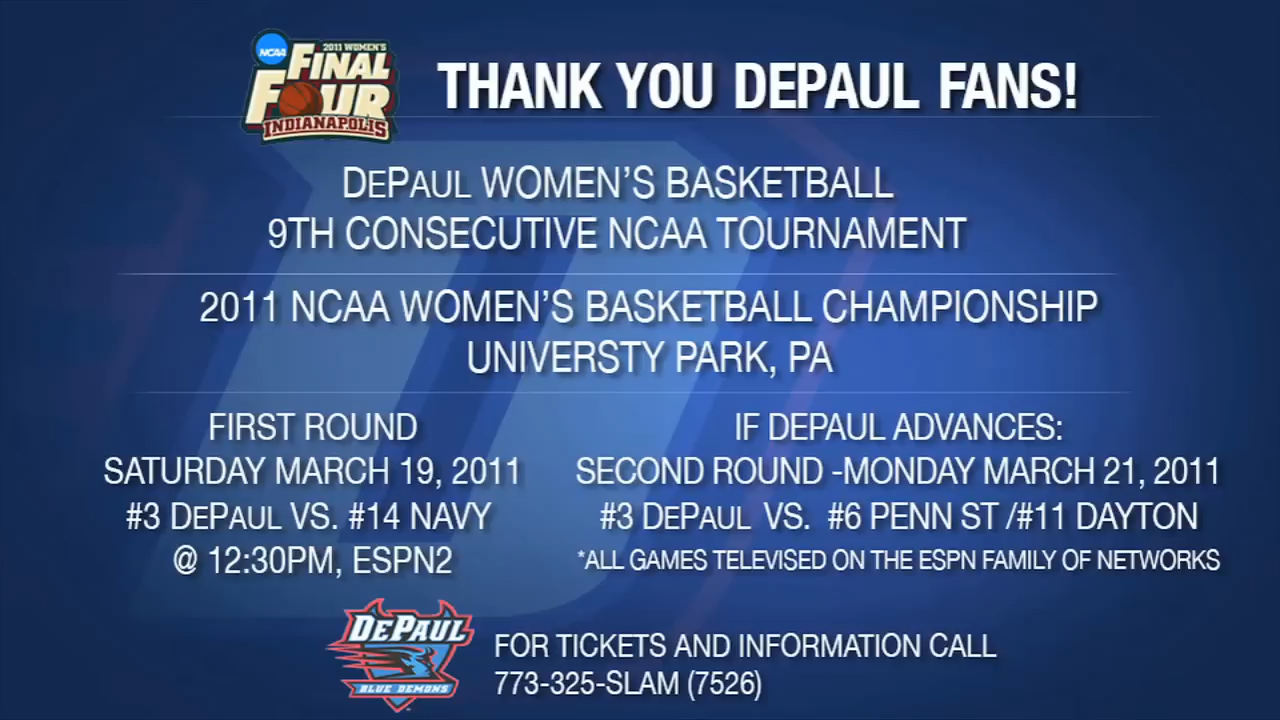 NCAA
2011 WOMEN'S
FINAL
FOUR
INDIANAPOLIS
THANK YOU DEPAUL FANS!
DEPAUL WOMEN'S BASKETBALL
9TH CONSECUTIVE NCAA TOURNAMENT
2011 NCAA WOMEN'S BASKETBALL CHAMPIONSHIP
UNIVERSTY PARK, PA
FIRST ROUND
SATURDAY MARCH 19, 2011
#3 DEPAUL VS. #14 NAVY
@ 12:30PM, ESPN2
IF DEPAUL ADVANCES:
SECOND ROUND -MONDAY MARCH 21, 2011
#3 DEPAUL VS. #6 PENN ST /#11 DAYTON
*ALL GAMES TELEVISED ON THE ESPN FAMILY OF NETWORKS
DEPAUL
BLUE DEMONS
FOR TICKETS AND INFORMATION CALL
773-325-SLAM (7526)